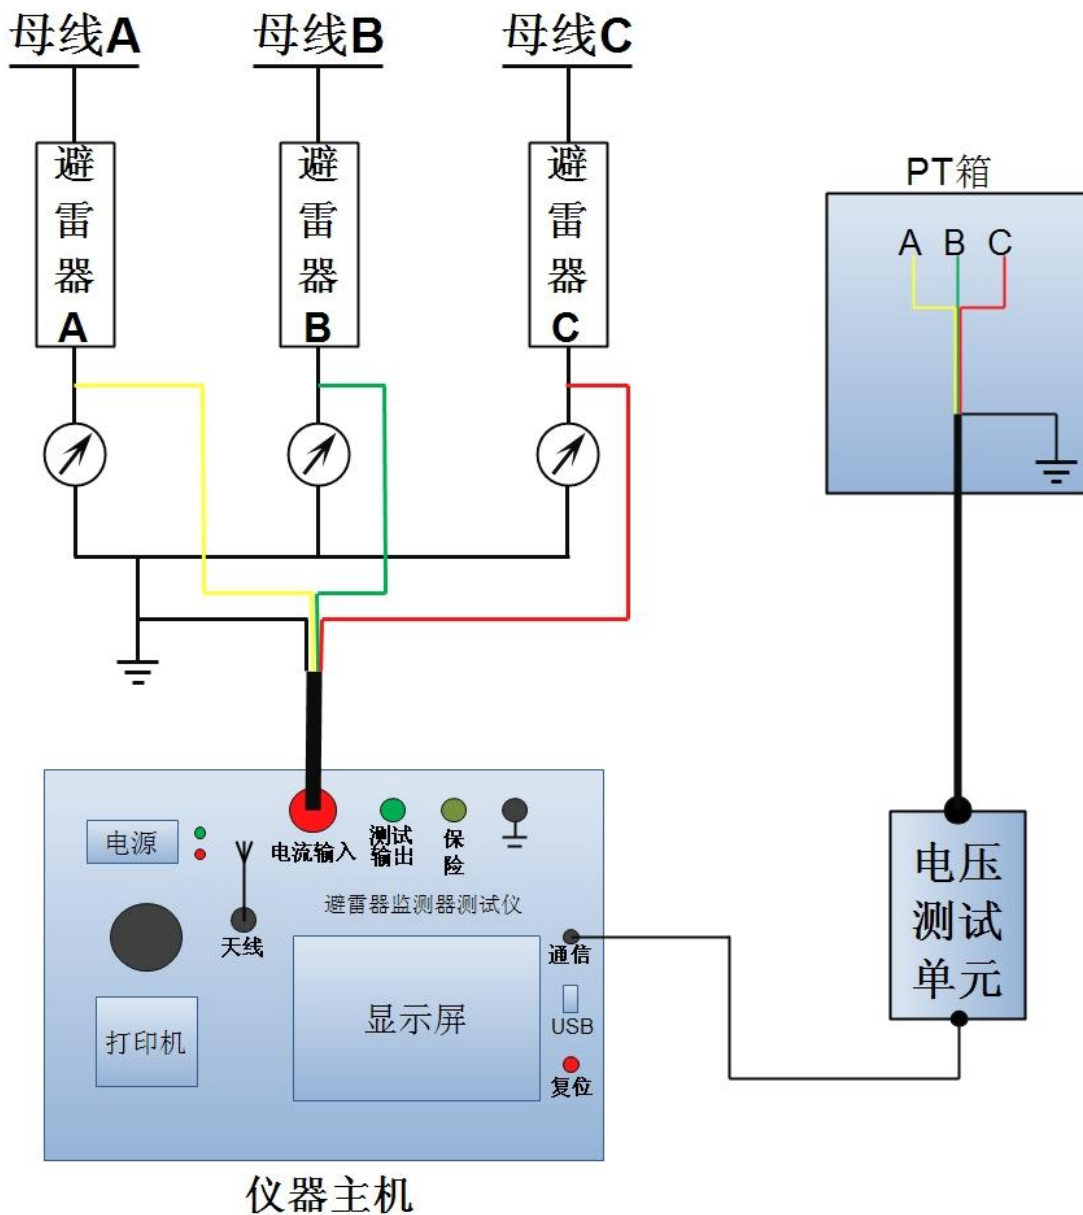 母线A
母线B
母线C
避雷器A
避雷器B
避雷器C
PT箱
A B C
电源
电流输入
测试输出
保险
天线
避雷器监测器测试仪
显示屏
通信
USB
复位
打印机
电压测试单元
仪器主机